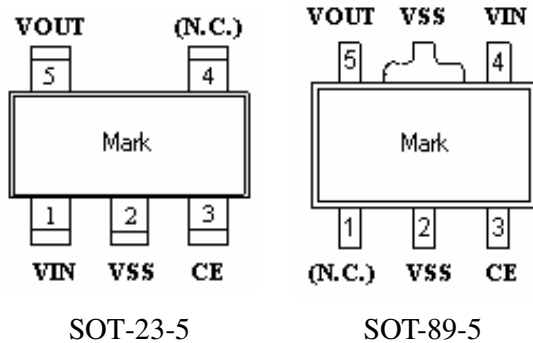 VOUT (N.C.) VSS VIN
5 4 5 4
Mark Mark
1 2 3 1 2 3
VIN VSS CE (N.C.) VSS CE
SOT-23-5 SOT-89-5